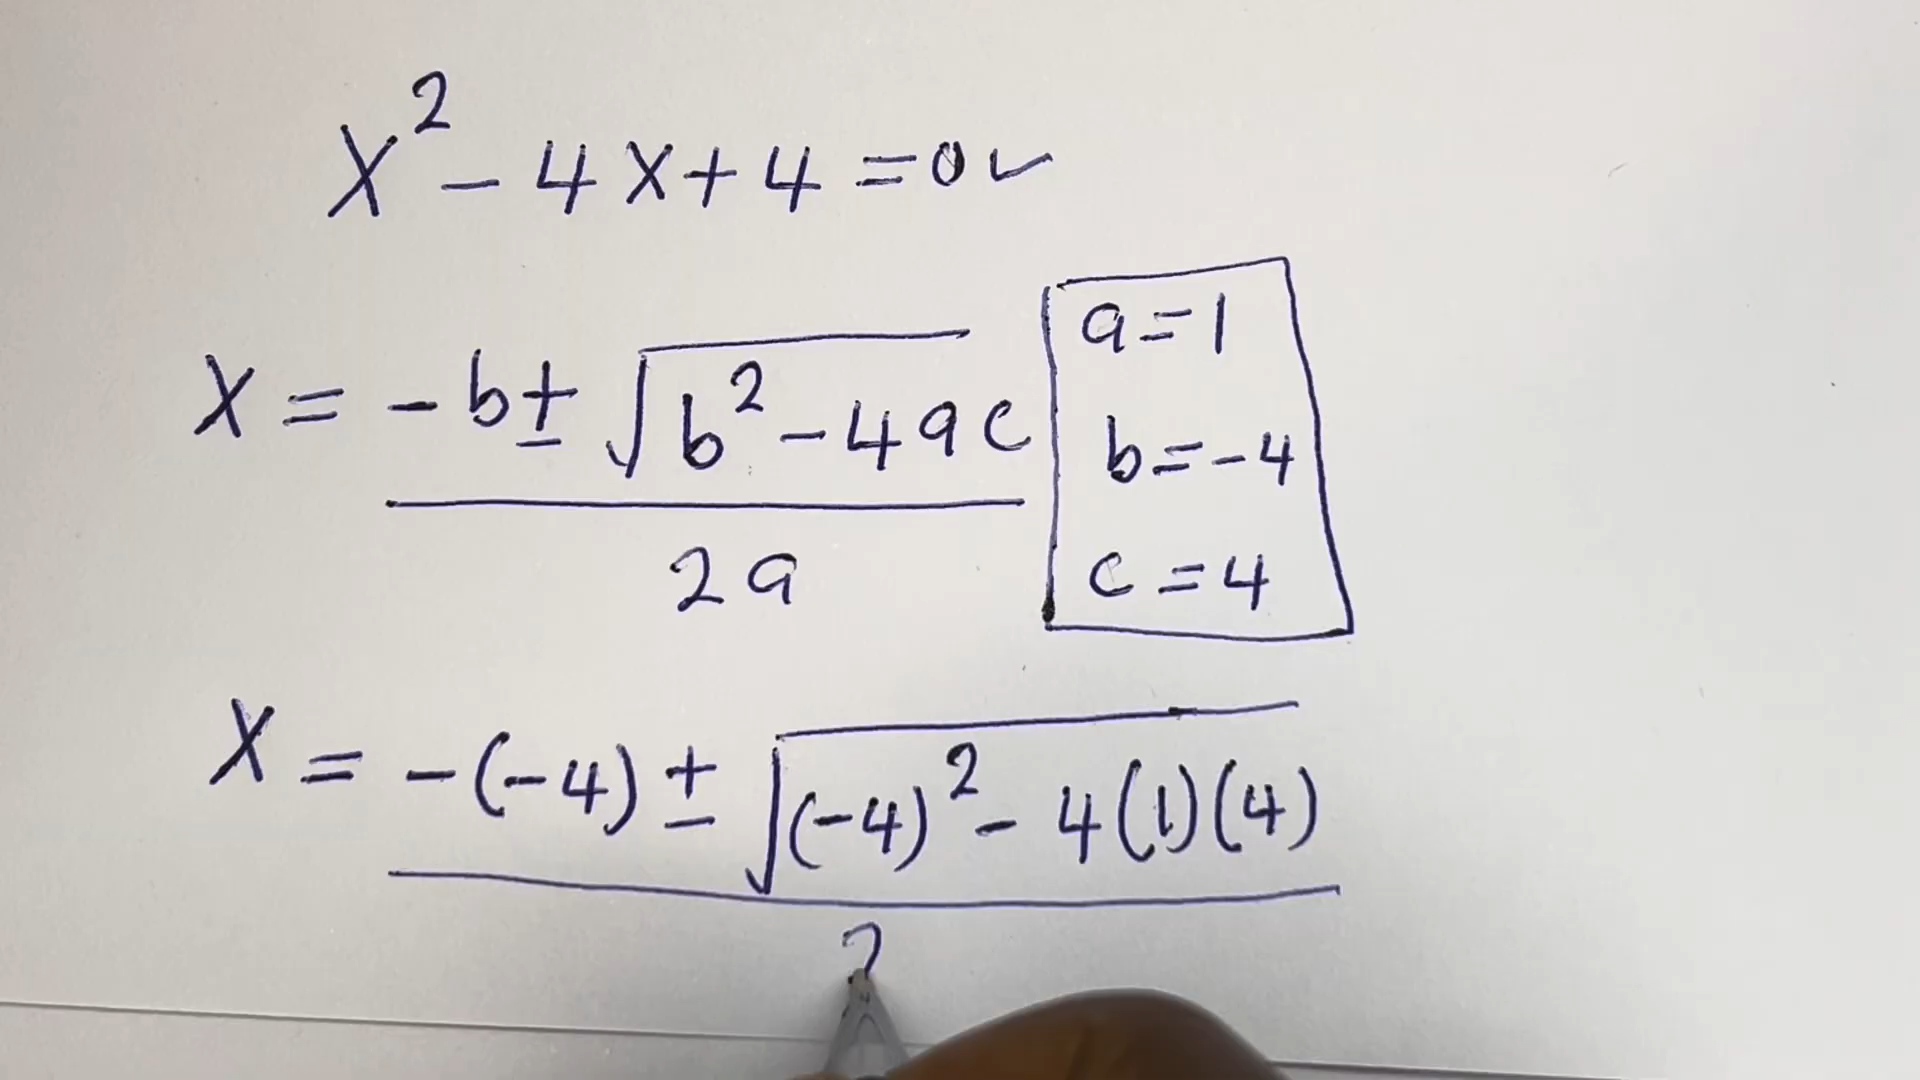 x² - 4x + 4 = 0 ✓
x = -b ± √(b² - 4ac)
2a
a = 1
b = -4
c = 4
x = -(-4) ± √((-4)² - 4(1)(4))
2